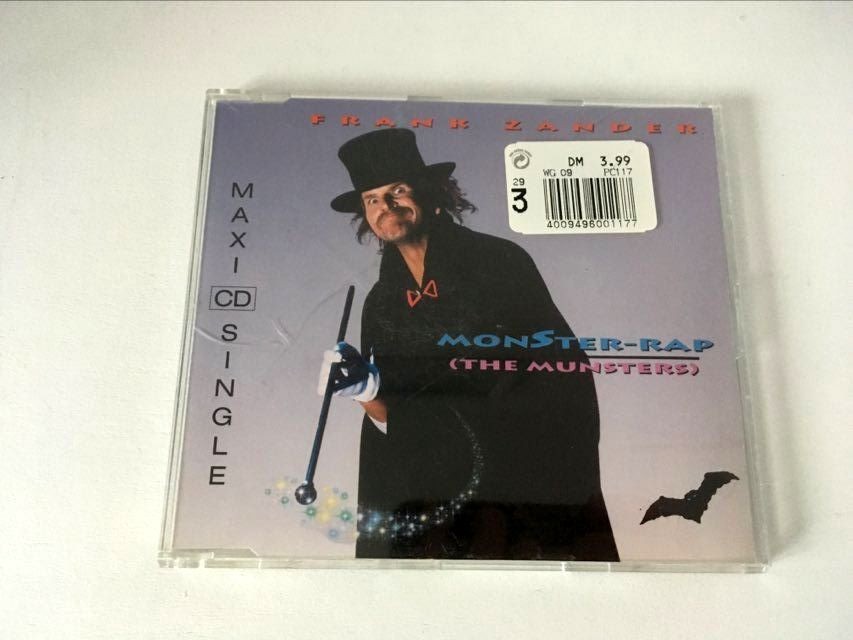 FRANK ZANDER
DM 3.99
WG 09 PC117
29
3
4009496001177
MAXI CD SINGLE
MONSTER-RAP
(THE MUNSTERS)